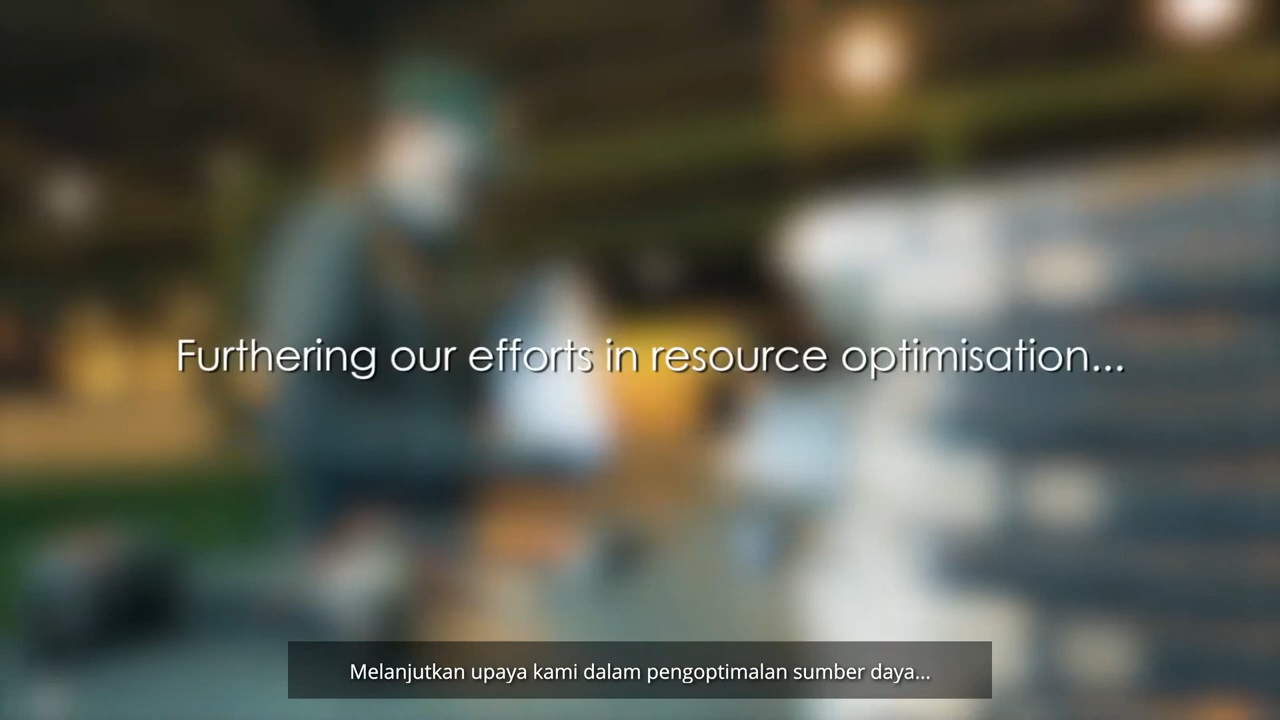 Furthering our efforts in resource optimisation...
Melanjutkan upaya kami dalam pengoptimalan sumber daya...